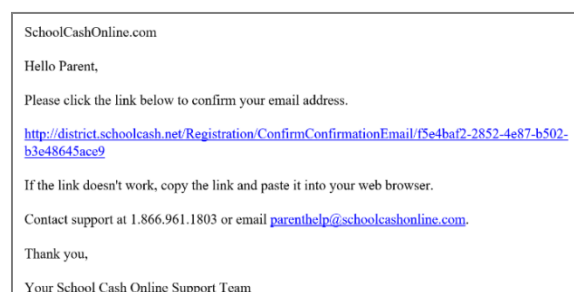 SchoolCashOnline.com
Hello Parent,
Please click the link below to confirm your email address.
http://district.schoolcash.net/Registration/ConfirmConfirmationEmail/f5e4baf2-2852-4e87-b502-
b3e48645ace9
If the link doesn't work, copy the link and paste it into your web browser.
Contact support at 1.866.961.1803 or email parenthelp@schoolcashonline.com.
Thank you,
Your School Cash Online Support Team